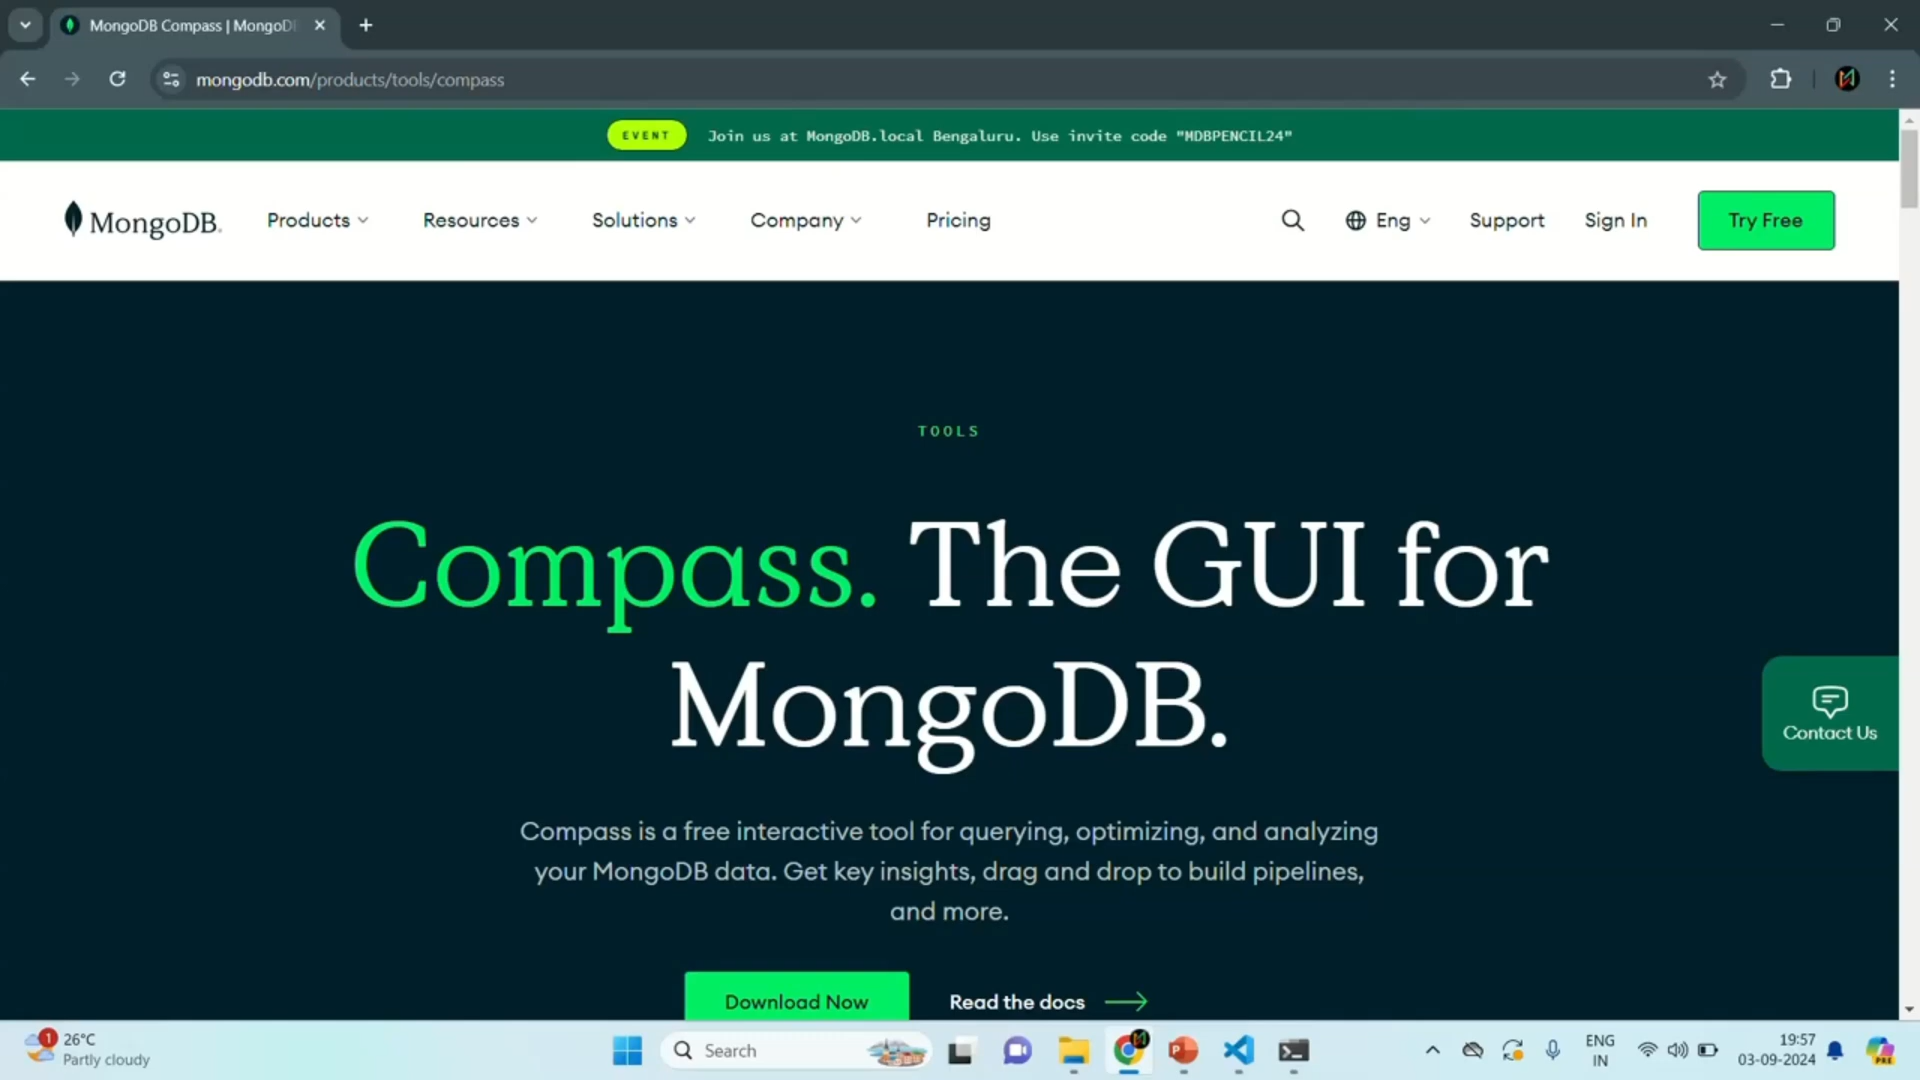 MongoDB Compass | MongoDB
mongodb.com/products/tools/compass
EVENT Join us at MongoDB.local Bengaluru. Use invite code "MDBPENCIL24"
MongoDB. Products Resources Solutions Company Pricing Eng Support Sign In Try Free
TOOLS
Compass. The GUI for
MongoDB.
Contact Us
Compass is a free interactive tool for querying, optimizing, and analyzing
your MongoDB data. Get key insights, drag and drop to build pipelines,
and more.
Download Now Read the docs
1 26°C
Partly cloudy
Search
ENG
IN
19:57
03-09-2024
PRE